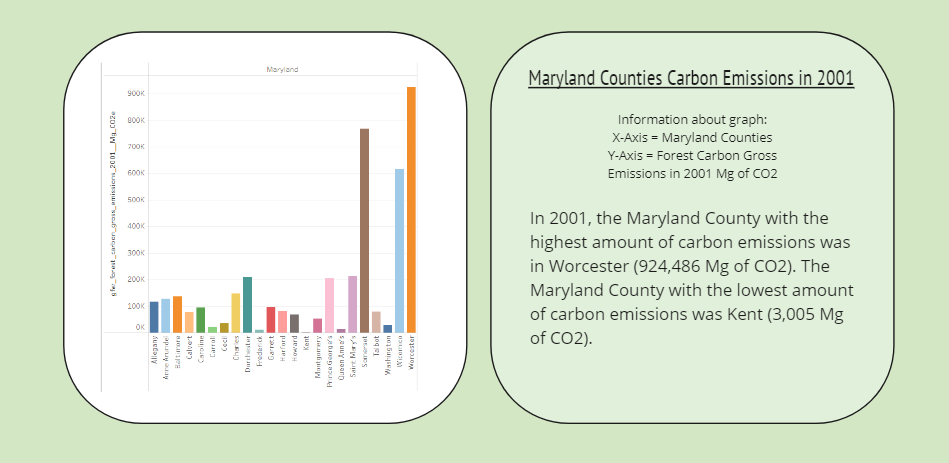 Maryland
gfw_forest_carbon_gross_emissions_2001__Mg_CO2e
900K
800K
700K
600K
500K
400K
300K
200K
100K
0K
Allegany
Anne Arundel
Baltimore
Calvert
Caroline
Carroll
Cecil
Charles
Dorchester
Frederick
Garrett
Harford
Howard
Kent
Montgomery
Prince George's
Queen Anne's
Saint Mary's
Somerset
Talbot
Washington
Wicomico
Worcester
Maryland Counties Carbon Emissions in 2001
Information about graph:
X-Axis = Maryland Counties
Y-Axis = Forest Carbon Gross
Emissions in 2001 Mg of CO2
In 2001, the Maryland County with the
highest amount of carbon emissions was
in Worcester (924,486 Mg of CO2). The
Maryland County with the lowest amount
of carbon emissions was Kent (3,005 Mg
of CO2).